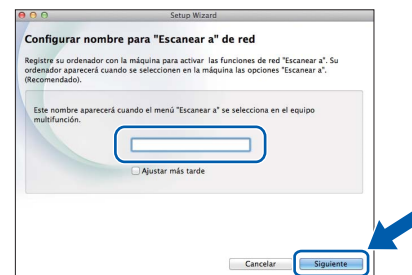 Setup Wizard
Configurar nombre para "Escanear a" de red
Registre su ordenador con la máquina para activar las funciones de red "Escanear a". Su
ordenador aparecerá cuando se seleccionen en la máquina las opciones "Escanear a".
(Recomendado).
Este nombre aparecerá cuando el menú "Escanear a" se selecciona en el equipo
multifunción.
Ajustar más tarde
Cancelar Siguiente